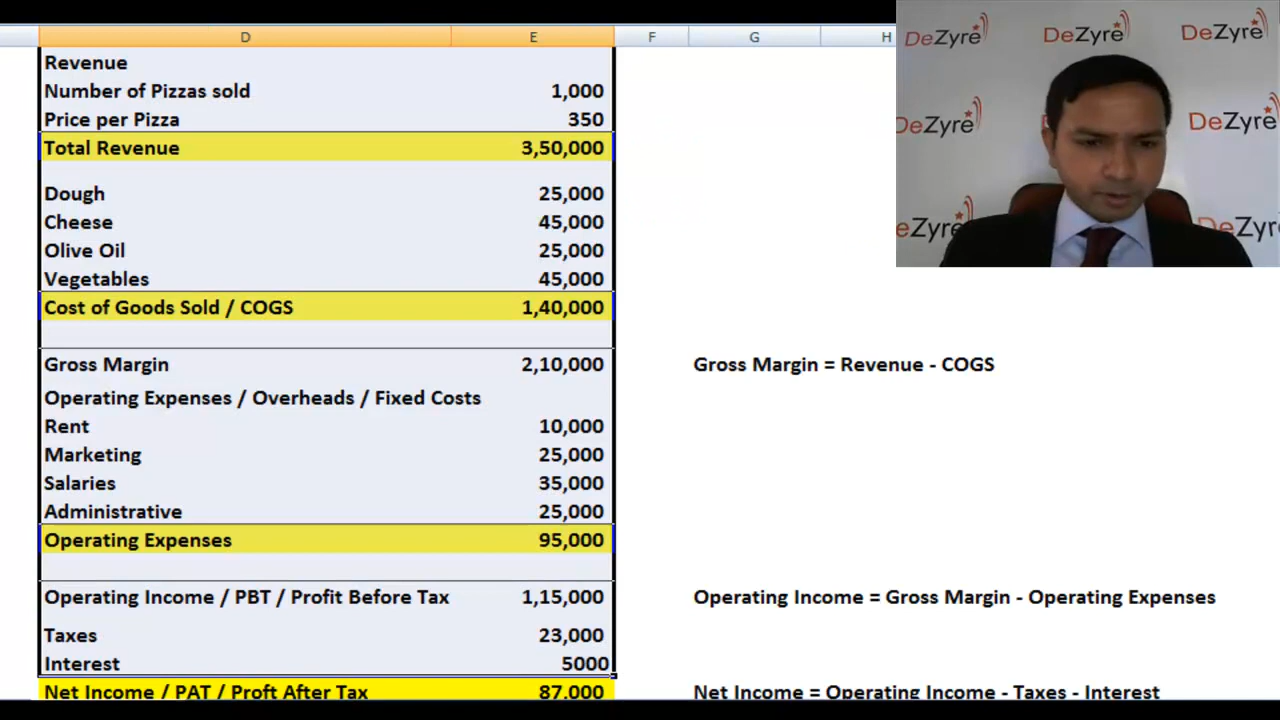 D E F G H
Revenue
Number of Pizzas sold 1,000
Price per Pizza 350
Total Revenue 3,50,000
Dough 25,000
Cheese 45,000
Olive Oil 25,000
Vegetables 45,000
Cost of Goods Sold / COGS 1,40,000
Gross Margin 2,10,000 Gross Margin = Revenue - COGS
Operating Expenses / Overheads / Fixed Costs
Rent 10,000
Marketing 25,000
Salaries 35,000
Administrative 25,000
Operating Expenses 95,000
Operating Income / PBT / Profit Before Tax 1,15,000 Operating Income = Gross Margin - Operating Expenses
Taxes 23,000
Interest 5000
Net Income / PAT / Proft After Tax 87,000 Net Income = Operating Income - Taxes - Interest
DeZyre DeZyre DeZyre
DeZyre DeZyre
eZyre DeZyr